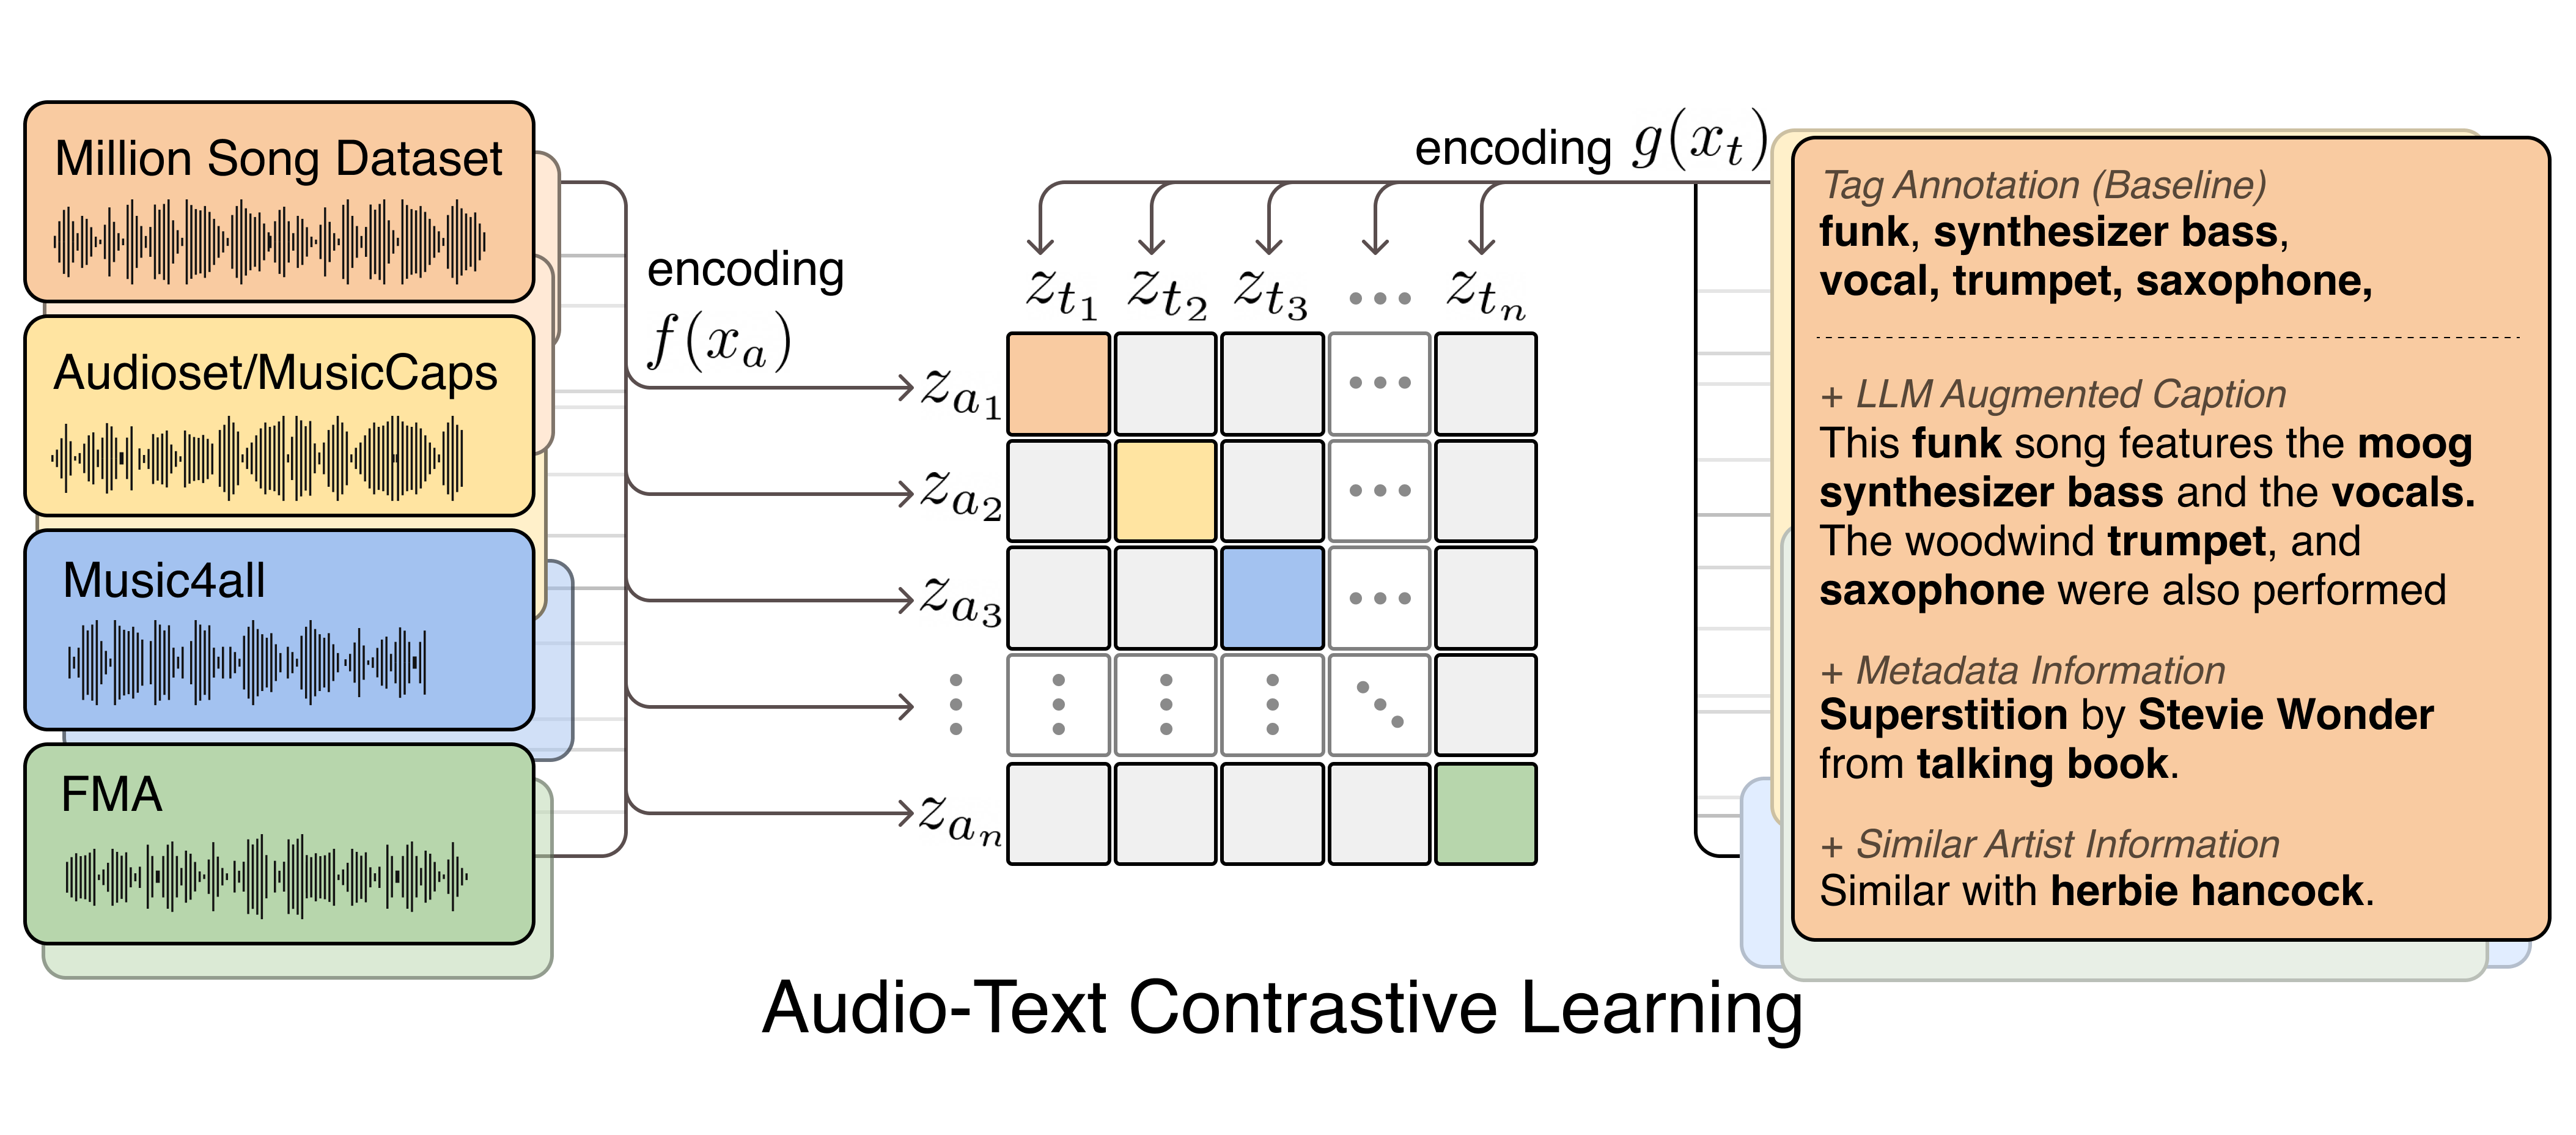 Million Song Dataset
Audioset/MusicCaps
Music4all
FMA
encoding
f(x_a)
encoding g(x_t)
z_{t_1} z_{t_2} z_{t_3} ... z_{t_n}
z_{a_1}
z_{a_2}
z_{a_3}
z_{a_n}
Tag Annotation (Baseline)
funk, synthesizer bass,
vocal, trumpet, saxophone,
+ LLM Augmented Caption
This funk song features the moog
synthesizer bass and the vocals.
The woodwind trumpet, and
saxophone were also performed
+ Metadata Information
Superstition by Stevie Wonder
from talking book.
+ Similar Artist Information
Similar with herbie hancock.
Audio-Text Contrastive Learning